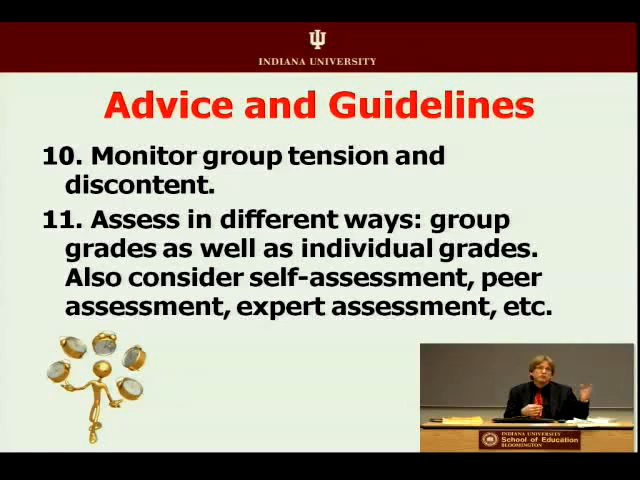 INDIANA UNIVERSITY
Advice and Guidelines
10. Monitor group tension and
discontent.
11. Assess in different ways: group
grades as well as individual grades.
Also consider self-assessment, peer
assessment, expert assessment, etc.
INDIANA UNIVERSITY
School of Education
BLOOMINGTON